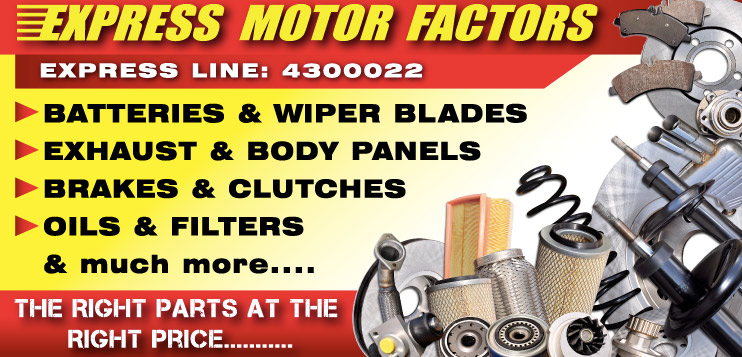 EXPRESS MOTOR FACTORS
EXPRESS LINE: 4300022
BATTERIES & WIPER BLADES
EXHAUST & BODY PANELS
BRAKES & CLUTCHES
OILS & FILTERS
& much more....
THE RIGHT PARTS AT THE
RIGHT PRICE...........